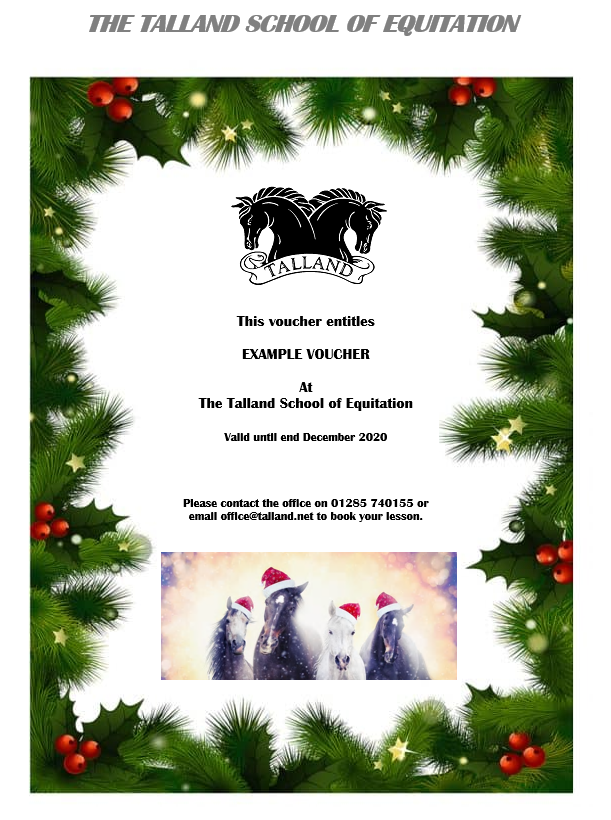 THE TALLAND SCHOOL OF EQUITATION
TALLAND
This voucher entitles
EXAMPLE VOUCHER
At
The Talland School of Equitation
Valid until end December 2020
Please contact the office on 01285 740155 or
email office@talland.net to book your lesson.